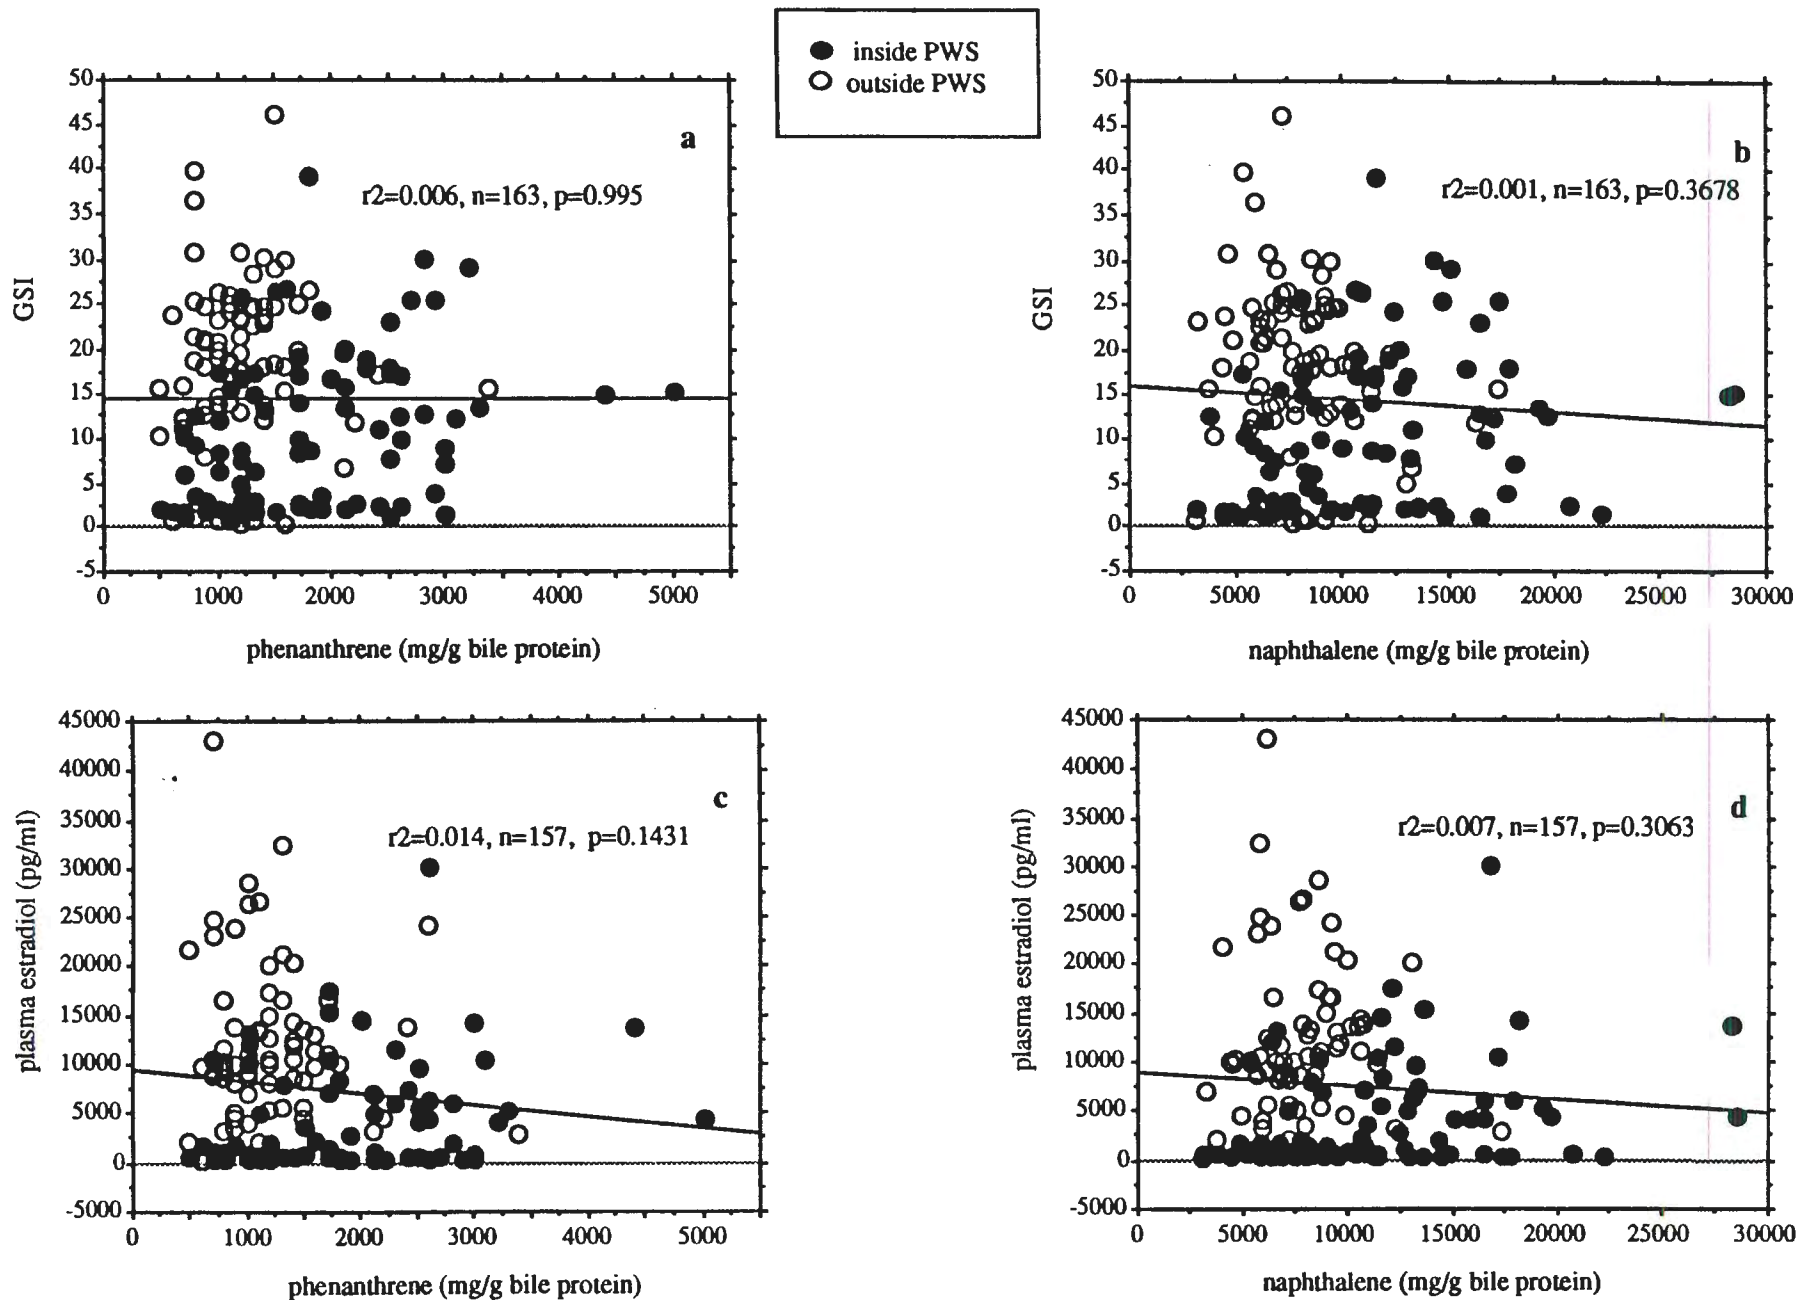 inside PWS
outside PWS
50
45
40
35
30
25
20
15
10
5
0
-5
GSI
a
r2=0.006, n=163, p=0.995
0 1000 2000 3000 4000 5000
phenanthrene (mg/g bile protein)
50
45
40
35
30
25
20
15
10
5
0
-5
GSI
b
r2=0.001, n=163, p=0.3678
0 5000 10000 15000 20000 25000 30000
naphthalene (mg/g bile protein)
45000
40000
35000
30000
25000
20000
15000
10000
5000
0
-5000
plasma estradiol (pg/ml)
c
r2=0.014, n=157, p=0.1431
0 1000 2000 3000 4000 5000
phenanthrene (mg/g bile protein)
45000
40000
35000
30000
25000
20000
15000
10000
5000
0
-5000
plasma estradiol (pg/ml)
d
r2=0.007, n=157, p=0.3063
0 5000 10000 15000 20000 25000 30000
naphthalene (mg/g bile protein)